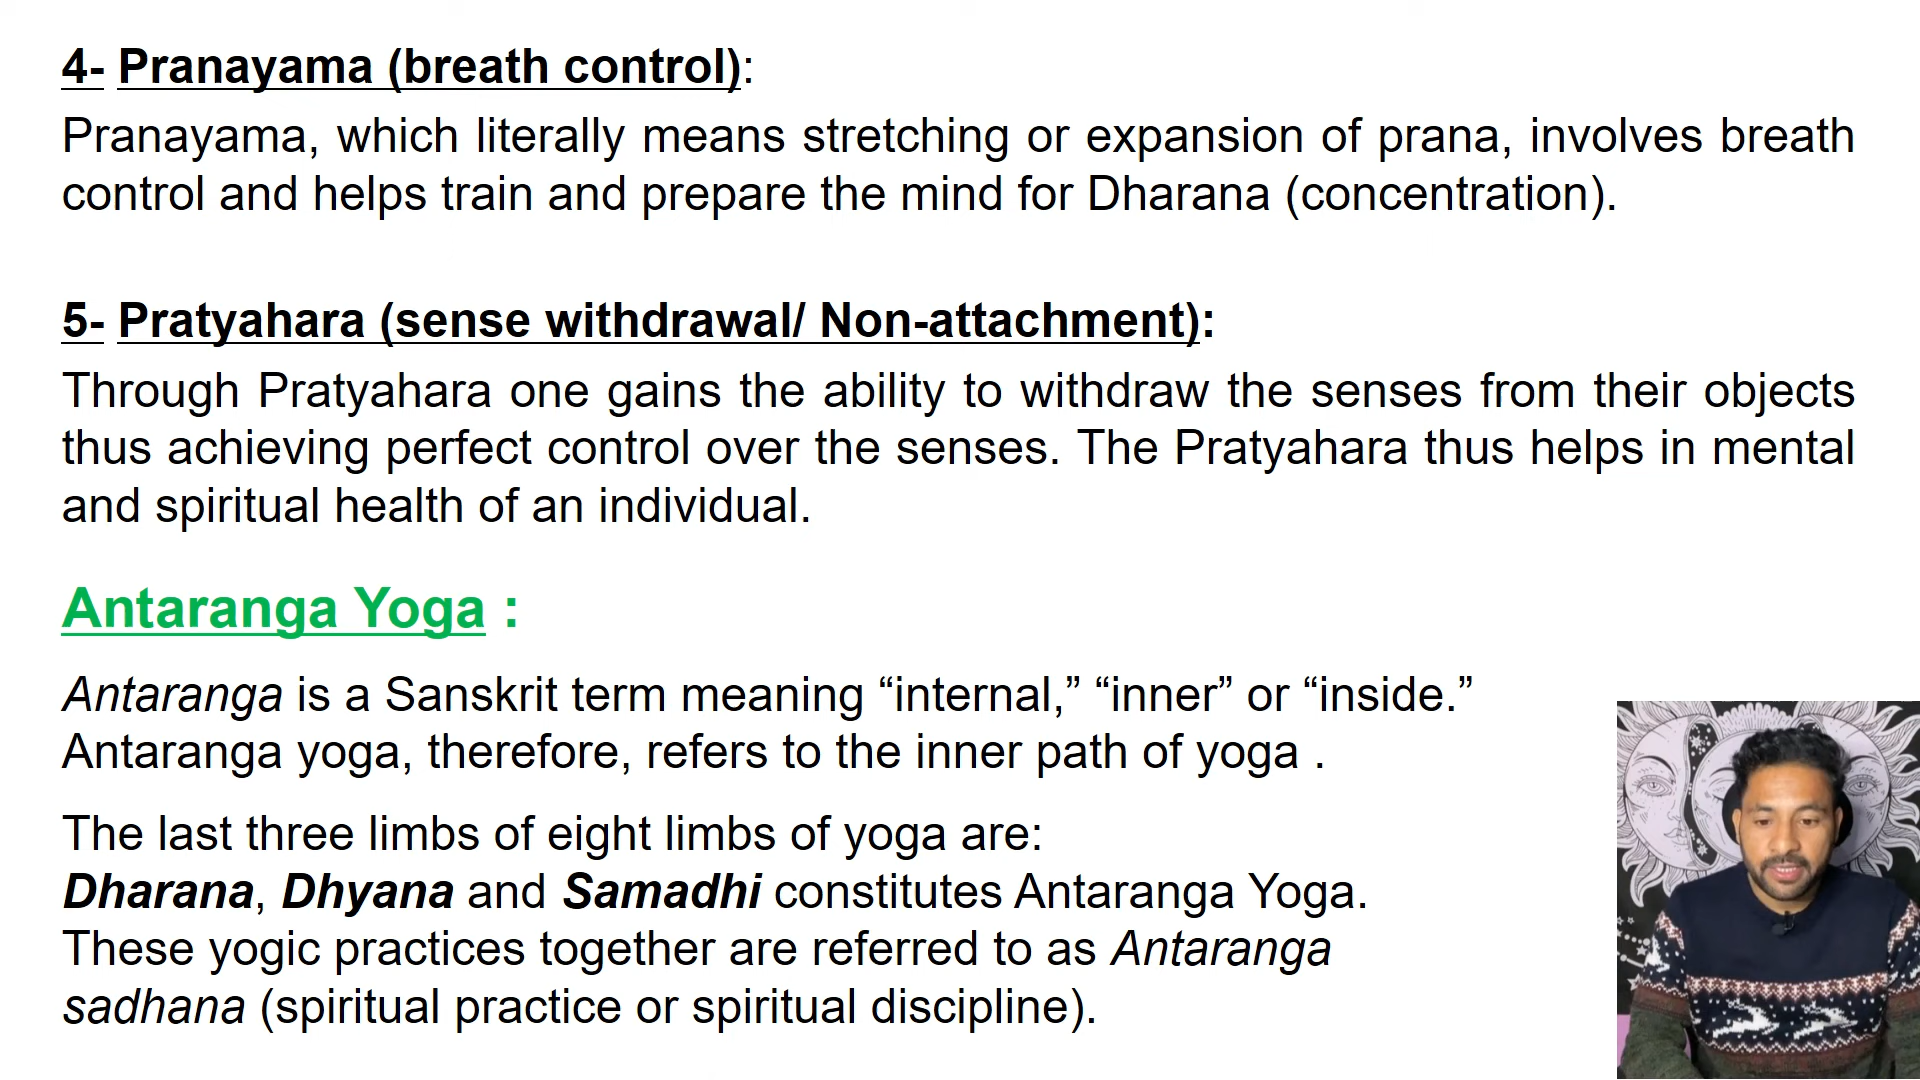 4- Pranayama (breath control):
Pranayama, which literally means stretching or expansion of prana, involves breath
control and helps train and prepare the mind for Dharana (concentration).
5- Pratyahara (sense withdrawal/ Non-attachment):
Through Pratyahara one gains the ability to withdraw the senses from their objects
thus achieving perfect control over the senses. The Pratyahara thus helps in mental
and spiritual health of an individual.
Antaranga Yoga :
Antaranga is a Sanskrit term meaning “internal,” “inner” or “inside.”
Antaranga yoga, therefore, refers to the inner path of yoga .
The last three limbs of eight limbs of yoga are:
Dharana, Dhyana and Samadhi constitutes Antaranga Yoga.
These yogic practices together are referred to as Antaranga
sadhana (spiritual practice or spiritual discipline).